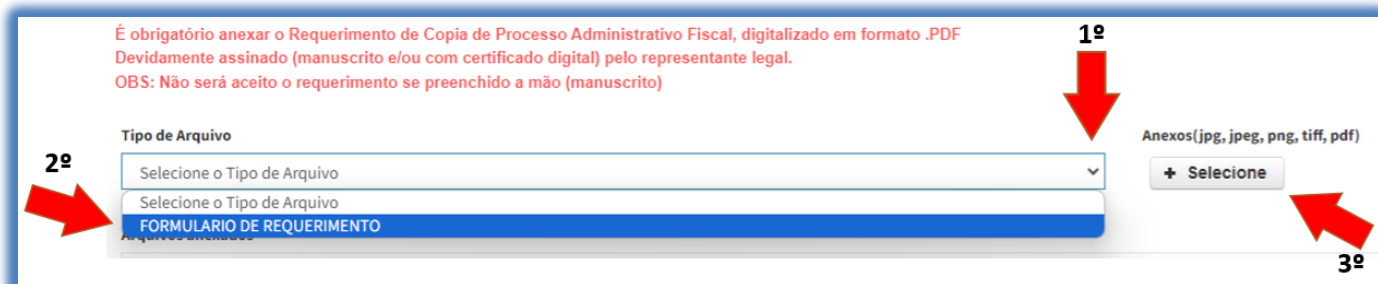 É obrigatório anexar o Requerimento de Copia de Processo Administrativo Fiscal, digitalizado em formato .PDF
Devidamente assinado (manuscrito e/ou com certificado digital) pelo representante legal.
OBS: Não será aceito o requerimento se preenchido a mão (manuscrito)
1º
Tipo de Arquivo
Anexos(jpg, jpeg, png, tiff, pdf)
2º
Selecione o Tipo de Arquivo
+ Selecione
Selecione o Tipo de Arquivo
FORMULARIO DE REQUERIMENTO
Arquivos anexados
3º